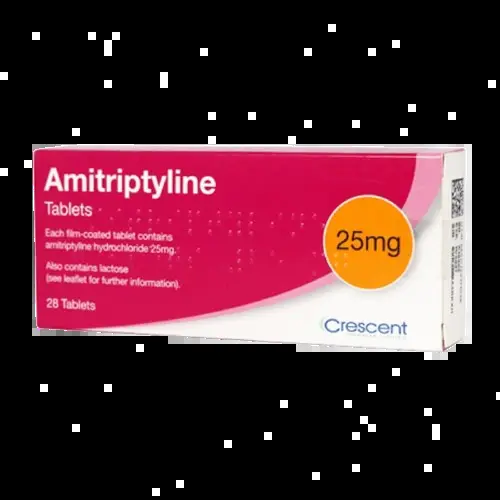 Amitriptyline
Tablets
Each film-coated tablet contains
amitriptyline hydrochloride 25mg.
Also contains lactose
(see leaflet for further information).
28 Tablets
25mg
Crescent